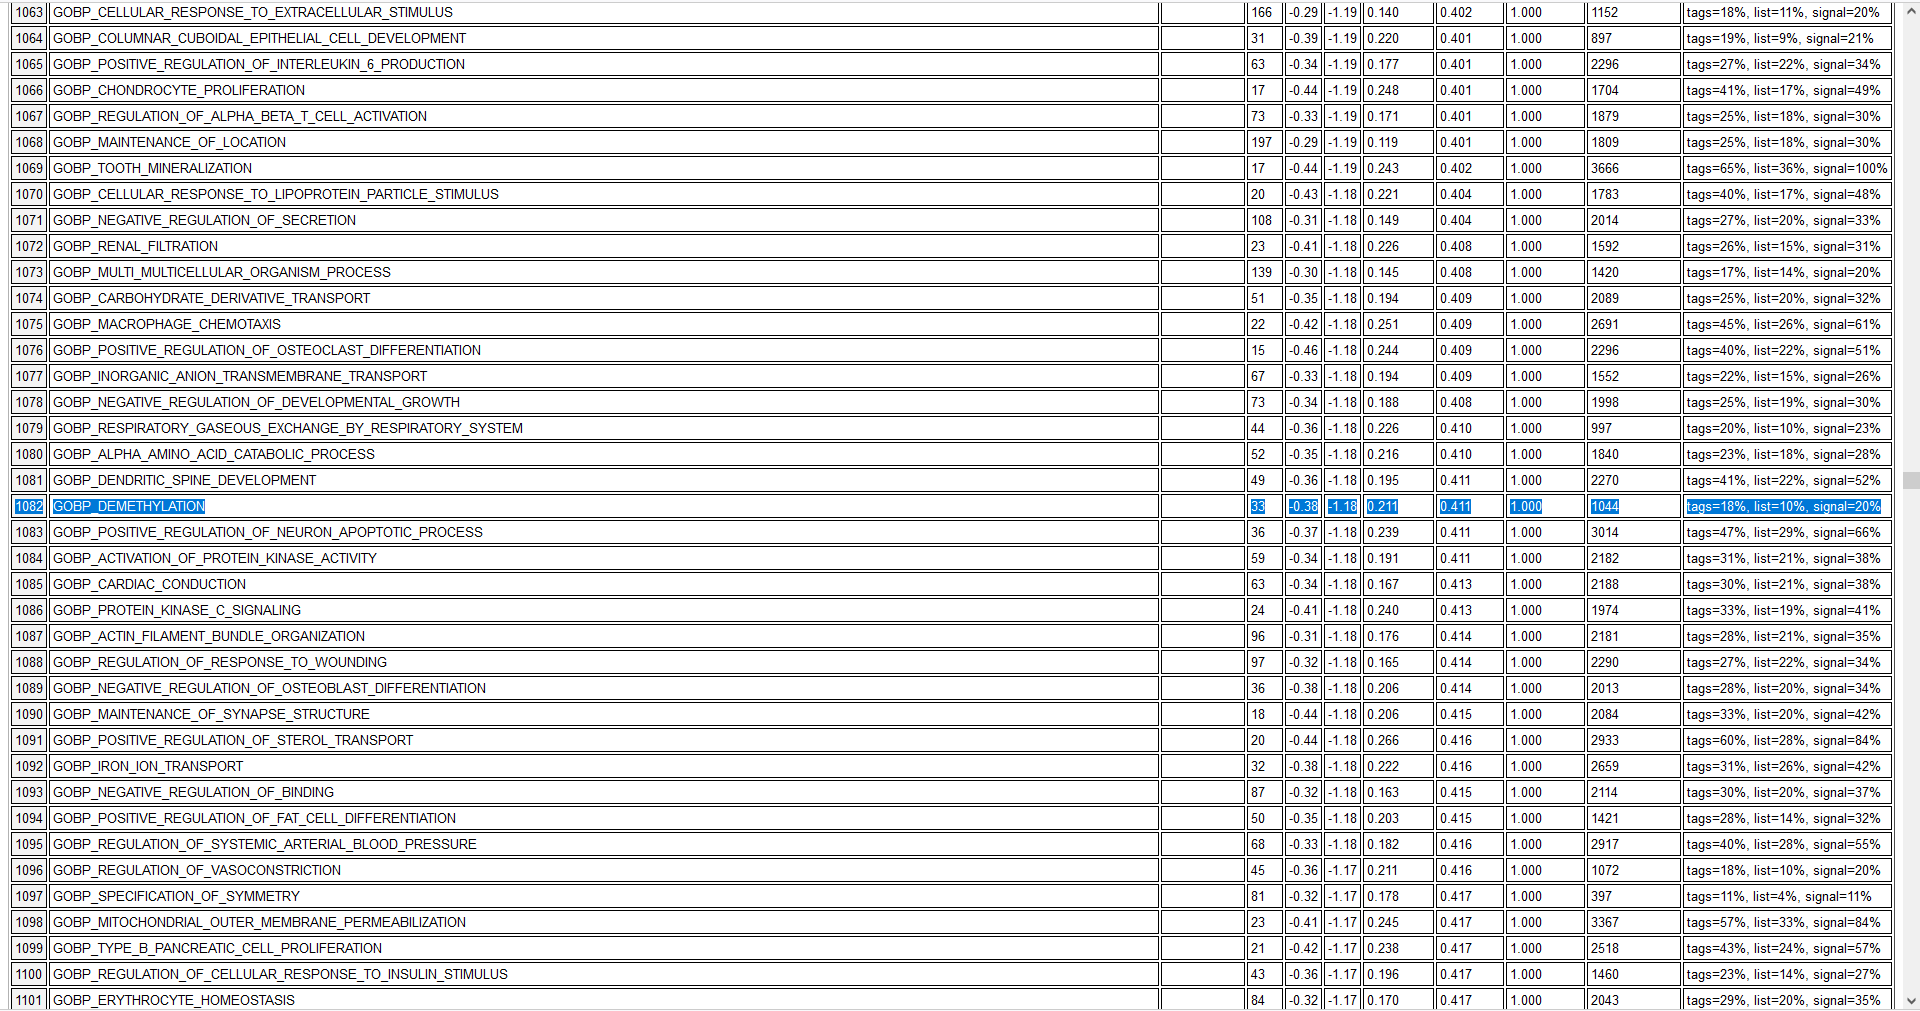 1063 GOBP_CELLULAR_RESPONSE_TO_EXTRACELLULAR_STIMULUS 166 -0.29 -1.19 0.140 0.402 1.000 1152 tags=18%, list=11%, signal=20%
1064 GOBP_COLUMNAR_CUBOIDAL_EPITHELIAL_CELL_DEVELOPMENT 31 -0.39 -1.19 0.220 0.401 1.000 897 tags=19%, list=9%, signal=21%
1065 GOBP_POSITIVE_REGULATION_OF_INTERLEUKIN_6_PRODUCTION 63 -0.34 -1.19 0.177 0.401 1.000 2296 tags=27%, list=22%, signal=34%
1066 GOBP_CHONDROCYTE_PROLIFERATION 17 -0.44 -1.19 0.248 0.401 1.000 1704 tags=41%, list=17%, signal=49%
1067 GOBP_REGULATION_OF_ALPHA_BETA_T_CELL_ACTIVATION 73 -0.33 -1.19 0.171 0.401 1.000 1879 tags=25%, list=18%, signal=30%
1068 GOBP_MAINTENANCE_OF_LOCATION 197 -0.29 -1.19 0.119 0.401 1.000 1809 tags=25%, list=18%, signal=30%
1069 GOBP_TOOTH_MINERALIZATION 17 -0.44 -1.19 0.243 0.402 1.000 3666 tags=65%, list=36%, signal=100%
1070 GOBP_CELLULAR_RESPONSE_TO_LIPOPROTEIN_PARTICLE_STIMULUS 20 -0.43 -1.18 0.221 0.404 1.000 1783 tags=40%, list=17%, signal=48%
1071 GOBP_NEGATIVE_REGULATION_OF_SECRETION 108 -0.31 -1.18 0.149 0.404 1.000 2014 tags=27%, list=20%, signal=33%
1072 GOBP_RENAL_FILTRATION 23 -0.41 -1.18 0.226 0.408 1.000 1592 tags=26%, list=15%, signal=31%
1073 GOBP_MULTI_MULTICELLULAR_ORGANISM_PROCESS 139 -0.30 -1.18 0.145 0.408 1.000 1420 tags=17%, list=14%, signal=20%
1074 GOBP_CARBOHYDRATE_DERIVATIVE_TRANSPORT 51 -0.35 -1.18 0.194 0.409 1.000 2089 tags=25%, list=20%, signal=32%
1075 GOBP_MACROPHAGE_CHEMOTAXIS 22 -0.42 -1.18 0.251 0.409 1.000 2691 tags=45%, list=26%, signal=61%
1076 GOBP_POSITIVE_REGULATION_OF_OSTEOCLAST_DIFFERENTIATION 15 -0.46 -1.18 0.244 0.409 1.000 2296 tags=40%, list=22%, signal=51%
1077 GOBP_INORGANIC_ANION_TRANSMEMBRANE_TRANSPORT 67 -0.33 -1.18 0.194 0.409 1.000 1552 tags=22%, list=15%, signal=26%
1078 GOBP_NEGATIVE_REGULATION_OF_DEVELOPMENTAL_GROWTH 73 -0.34 -1.18 0.188 0.408 1.000 1998 tags=25%, list=19%, signal=30%
1079 GOBP_RESPIRATORY_GASEOUS_EXCHANGE_BY_RESPIRATORY_SYSTEM 44 -0.36 -1.18 0.226 0.410 1.000 997 tags=20%, list=10%, signal=23%
1080 GOBP_ALPHA_AMINO_ACID_CATABOLIC_PROCESS 52 -0.35 -1.18 0.216 0.410 1.000 1840 tags=23%, list=18%, signal=28%
1081 GOBP_DENDRITIC_SPINE_DEVELOPMENT 49 -0.36 -1.18 0.195 0.411 1.000 2270 tags=41%, list=22%, signal=52%
1082 GOBP_DEMETHYLATION 33 -0.38 -1.18 0.211 0.411 1.000 1044 tags=18%, list=10%, signal=20%
1083 GOBP_POSITIVE_REGULATION_OF_NEURON_APOPTOTIC_PROCESS 36 -0.37 -1.18 0.239 0.411 1.000 3014 tags=47%, list=29%, signal=66%
1084 GOBP_ACTIVATION_OF_PROTEIN_KINASE_ACTIVITY 59 -0.34 -1.18 0.191 0.411 1.000 2182 tags=31%, list=21%, signal=38%
1085 GOBP_CARDIAC_CONDUCTION 63 -0.34 -1.18 0.167 0.413 1.000 2188 tags=30%, list=21%, signal=38%
1086 GOBP_PROTEIN_KINASE_C_SIGNALING 24 -0.41 -1.18 0.240 0.413 1.000 1974 tags=33%, list=19%, signal=41%
1087 GOBP_ACTIN_FILAMENT_BUNDLE_ORGANIZATION 96 -0.31 -1.18 0.176 0.414 1.000 2181 tags=28%, list=21%, signal=35%
1088 GOBP_REGULATION_OF_RESPONSE_TO_WOUNDING 97 -0.32 -1.18 0.165 0.414 1.000 2290 tags=27%, list=22%, signal=34%
1089 GOBP_NEGATIVE_REGULATION_OF_OSTEOBLAST_DIFFERENTIATION 36 -0.38 -1.18 0.206 0.414 1.000 2013 tags=28%, list=20%, signal=34%
1090 GOBP_MAINTENANCE_OF_SYNAPSE_STRUCTURE 18 -0.44 -1.18 0.206 0.415 1.000 2084 tags=33%, list=20%, signal=42%
1091 GOBP_POSITIVE_REGULATION_OF_STEROL_TRANSPORT 20 -0.44 -1.18 0.266 0.416 1.000 2933 tags=60%, list=28%, signal=84%
1092 GOBP_IRON_ION_TRANSPORT 32 -0.38 -1.18 0.222 0.416 1.000 2659 tags=31%, list=26%, signal=42%
1093 GOBP_NEGATIVE_REGULATION_OF_BINDING 87 -0.32 -1.18 0.163 0.415 1.000 2114 tags=30%, list=20%, signal=37%
1094 GOBP_POSITIVE_REGULATION_OF_FAT_CELL_DIFFERENTIATION 50 -0.35 -1.18 0.203 0.415 1.000 1421 tags=28%, list=14%, signal=32%
1095 GOBP_REGULATION_OF_SYSTEMIC_ARTERIAL_BLOOD_PRESSURE 68 -0.33 -1.18 0.182 0.416 1.000 2917 tags=40%, list=28%, signal=55%
1096 GOBP_REGULATION_OF_VASOCONSTRICTION 45 -0.36 -1.17 0.211 0.416 1.000 1072 tags=18%, list=10%, signal=20%
1097 GOBP_SPECIFICATION_OF_SYMMETRY 81 -0.32 -1.17 0.178 0.417 1.000 397 tags=11%, list=4%, signal=11%
1098 GOBP_MITOCHONDRIAL_OUTER_MEMBRANE_PERMEABILIZATION 23 -0.41 -1.17 0.245 0.417 1.000 3367 tags=57%, list=33%, signal=84%
1099 GOBP_TYPE_B_PANCREATIC_CELL_PROLIFERATION 21 -0.42 -1.17 0.238 0.417 1.000 2518 tags=43%, list=24%, signal=57%
1100 GOBP_REGULATION_OF_CELLULAR_RESPONSE_TO_INSULIN_STIMULUS 43 -0.36 -1.17 0.196 0.417 1.000 1460 tags=23%, list=14%, signal=27%
1101 GOBP_ERYTHROCYTE_HOMEOSTASIS 84 -0.32 -1.17 0.170 0.417 1.000 2043 tags=29%, list=20%, signal=35%